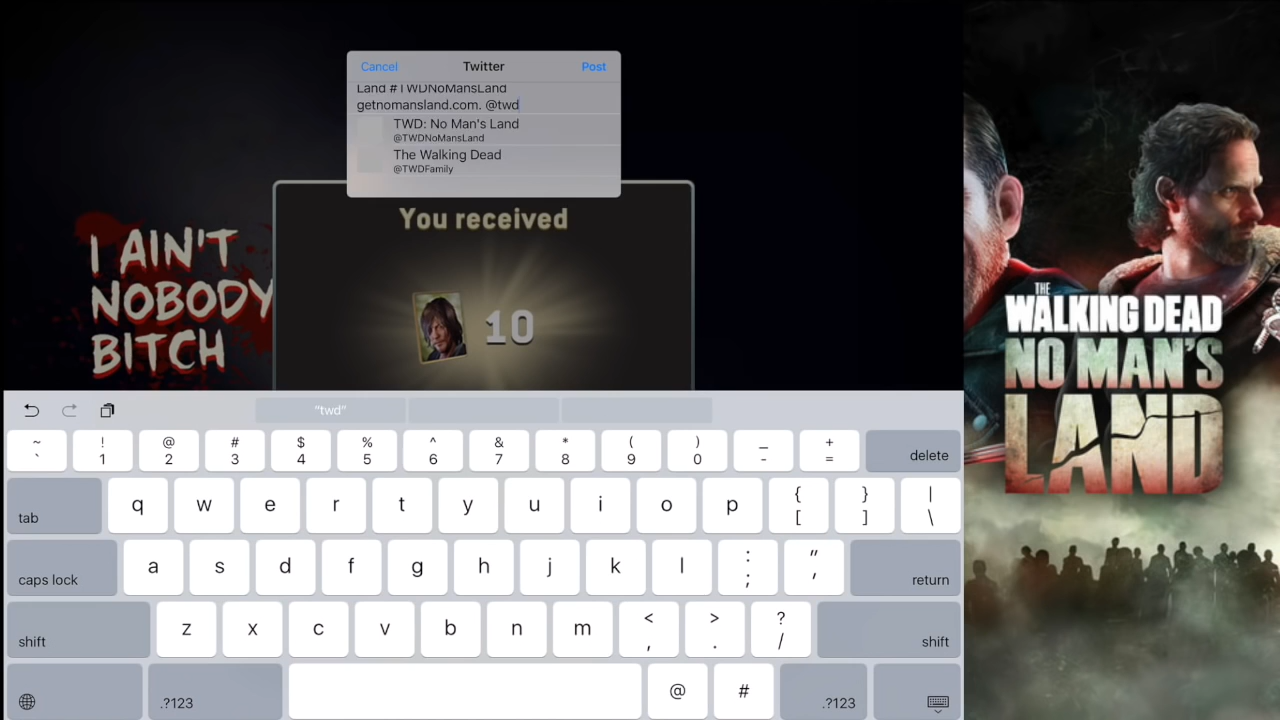 Cancel Twitter Post
Land #TWDNoMansLand
getnomansland.com. @twd
TWD: No Man's Land
@TWDNoMansLand
The Walking Dead
@TWDFamily
You received
10
I AIN'T
NOBODY
BITCH
THE
WALKING DEAD
NO MAN'S
LAND
"twd"
~ ! @ # $ % ^ & * ( ) _ +
` 1 2 3 4 5 6 7 8 9 0 - = delete
tab q w e r t y u i o p { [ } ] | \
caps lock a s d f g h j k l : ; " ' return
shift z x c v b n m < , > . ? / shift
.?123 @ # .?123